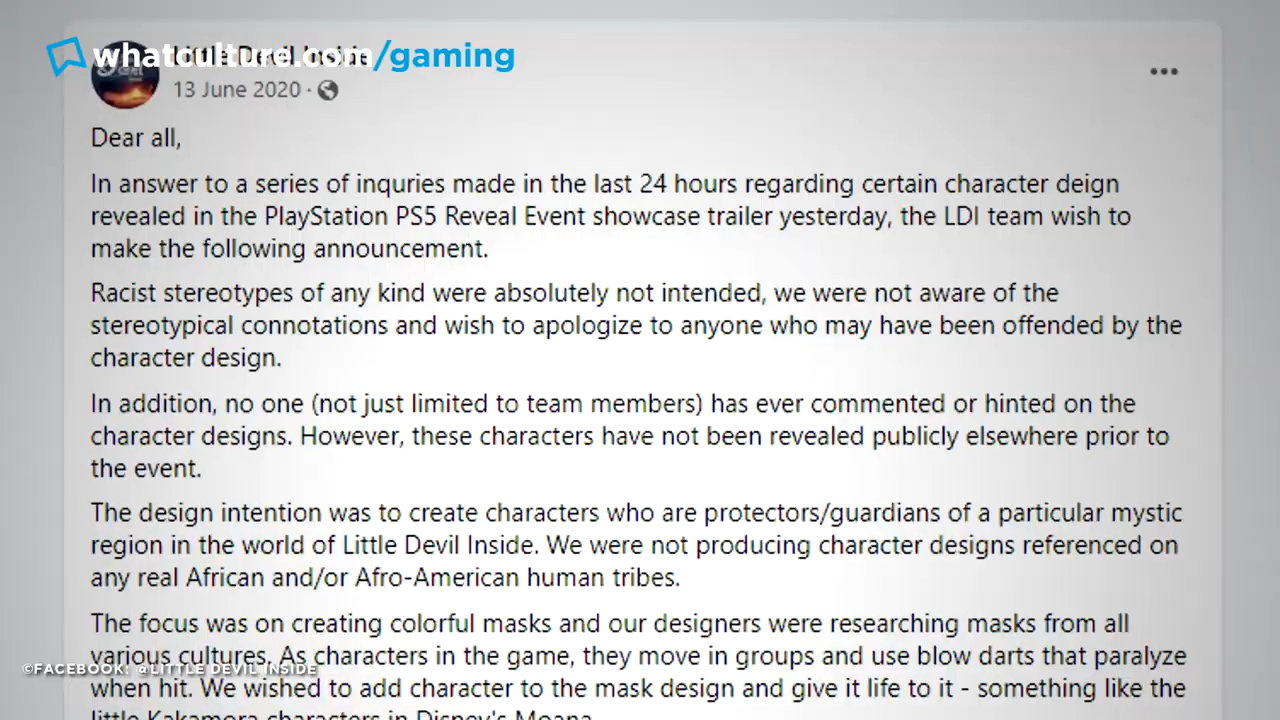 whatculture.com/gaming
Little Devil Inside
13 June 2020 ·
Dear all,
In answer to a series of inquries made in the last 24 hours regarding certain character deign
revealed in the PlayStation PS5 Reveal Event showcase trailer yesterday, the LDI team wish to
make the following announcement.
Racist stereotypes of any kind were absolutely not intended, we were not aware of the
stereotypical connotations and wish to apologize to anyone who may have been offended by the
character design.
In addition, no one (not just limited to team members) has ever commented or hinted on the
character designs. However, these characters have not been revealed publicly elsewhere prior to
the event.
The design intention was to create characters who are protectors/guardians of a particular mystic
region in the world of Little Devil Inside. We were not producing character designs referenced on
any real African and/or Afro-American human tribes.
The focus was on creating colorful masks and our designers were researching masks from all
various cultures. As characters in the game, they move in groups and use blow darts that paralyze
©FACEBOOK: @LITTLE DEVIL INSIDE
when hit. We wished to add character to the mask design and give it life to it - something like the
little Kakamora characters in Disney's Moana.